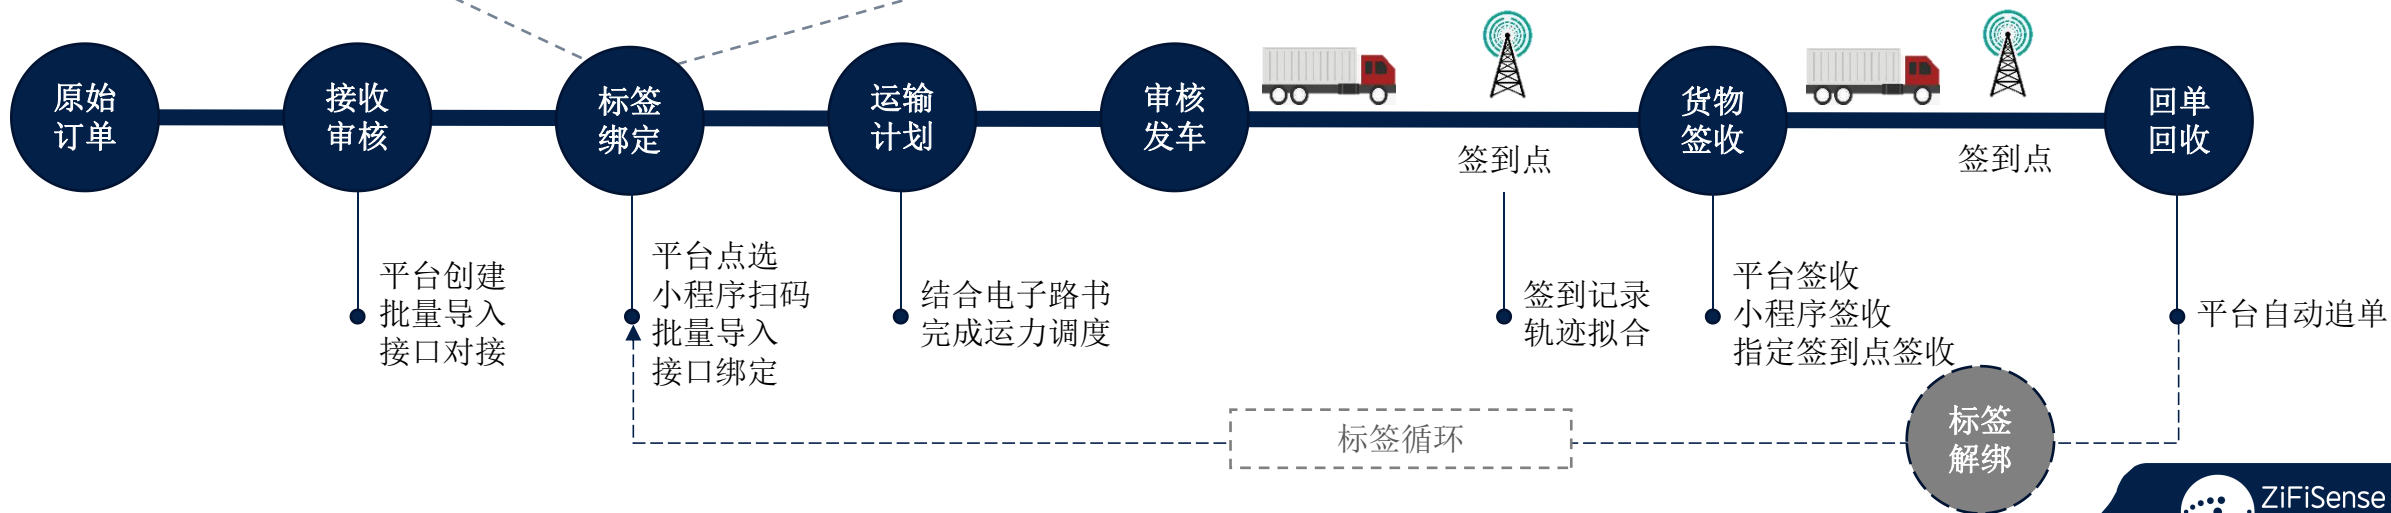 原始
订单
接收
审核
标签
绑定
运输
计划
审核
发车
签到点
货物
签收
签到点
回单
回收
平台创建
批量导入
接口对接
平台点选
小程序扫码
批量导入
接口绑定
结合电子路书
完成运力调度
签到记录
轨迹拟合
平台签收
小程序签收
指定签到点签收
平台自动追单
标签循环
标签
解绑
ZiFiSense